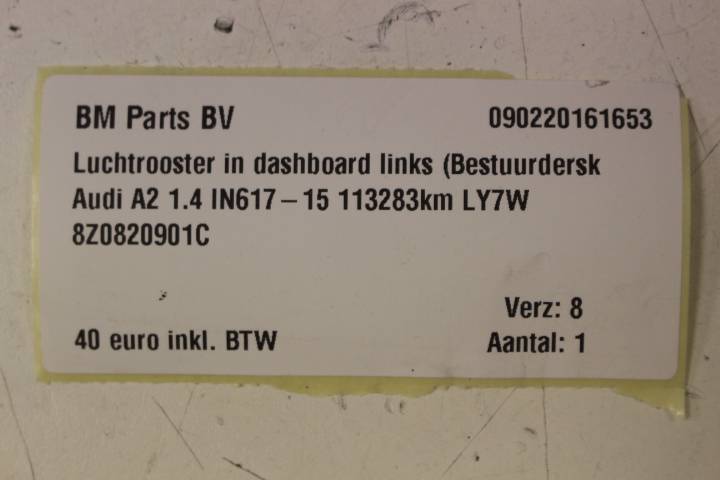 BM Parts BV 090220161653
Luchtrooster in dashboard links (Bestuurdersk
Audi A2 1.4 IN617-15 113283km LY7W
8Z0820901C
Verz: 8
40 euro inkl. BTW Aantal: 1